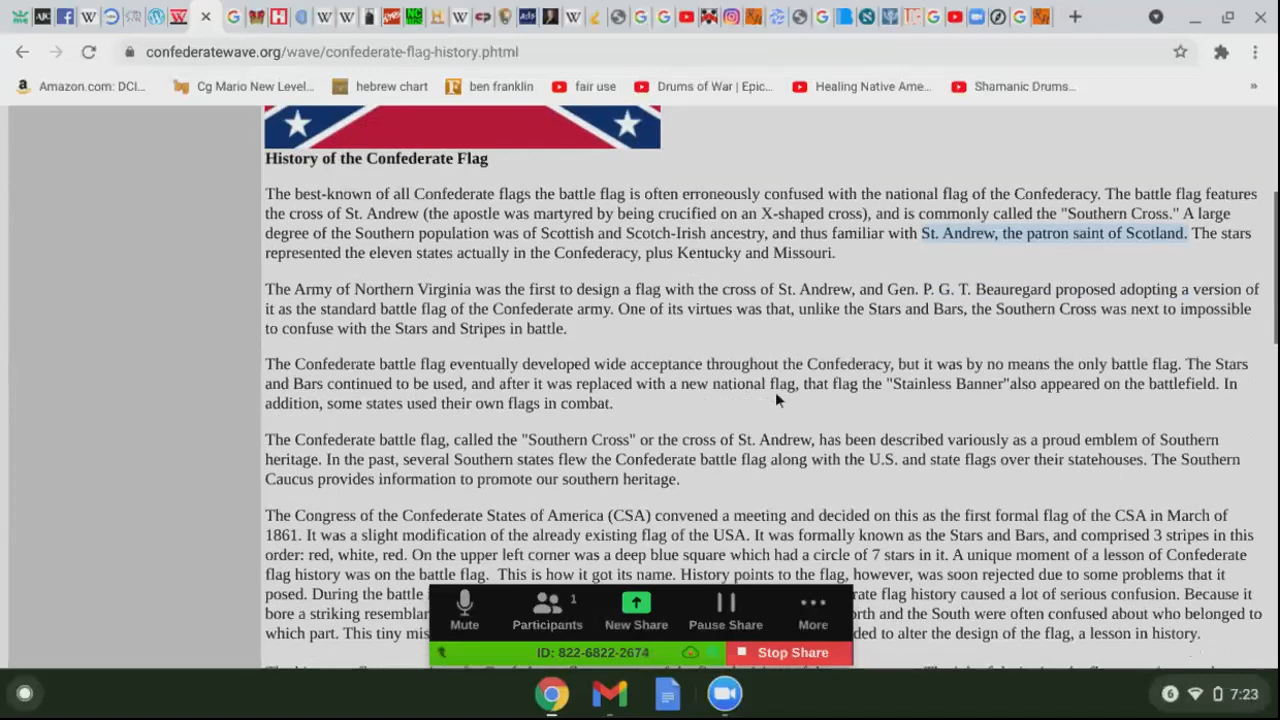 confederatewave.org/wave/confederate-flag-history.phtml
Amazon.com: DCI... Cg Mario New Level... hebrew chart ben franklin fair use Drums of War | Epic... Healing Native Ame... Shamanic Drums... »
History of the Confederate Flag
The best-known of all Confederate flags the battle flag is often erroneously confused with the national flag of the Confederacy. The battle flag features
the cross of St. Andrew (the apostle was martyred by being crucified on an X-shaped cross), and is commonly called the "Southern Cross." A large
degree of the Southern population was of Scottish and Scotch-Irish ancestry, and thus familiar with St. Andrew, the patron saint of Scotland. The stars
represented the eleven states actually in the Confederacy, plus Kentucky and Missouri.
The Army of Northern Virginia was the first to design a flag with the cross of St. Andrew, and Gen. P. G. T. Beauregard proposed adopting a version of
it as the standard battle flag of the Confederate army. One of its virtues was that, unlike the Stars and Bars, the Southern Cross was next to impossible
to confuse with the Stars and Stripes in battle.
The Confederate battle flag eventually developed wide acceptance throughout the Confederacy, but it was by no means the only battle flag. The Stars
and Bars continued to be used, and after it was replaced with a new national flag, that flag the "Stainless Banner"also appeared on the battlefield. In
addition, some states used their own flags in combat.
The Confederate battle flag, called the "Southern Cross" or the cross of St. Andrew, has been described variously as a proud emblem of Southern
heritage. In the past, several Southern states flew the Confederate battle flag along with the U.S. and state flags over their statehouses. The Southern
Caucus provides information to promote our southern heritage.
The Congress of the Confederate States of America (CSA) convened a meeting and decided on this as the first formal flag of the CSA in March of
1861. It was a slight modification of the already existing flag of the USA. It was formally known as the Stars and Bars, and comprised 3 stripes in this
order: red, white, red. On the upper left corner was a deep blue square which had a circle of 7 stars in it. A unique moment of a lesson of Confederate
flag history was on the battle flag. This is how it got its name. History points to the flag, however, was soon rejected due to some problems that it
posed. During the battle rate flag history caused a lot of serious confusion. Because it
bore a striking resemblan orth and the South were often confused about who belonged to
which part. This tiny mis ded to alter the design of the flag, a lesson in history.
Mute Participants 1 New Share Pause Share More
ID: 822-6822-2674 Stop Share
6 7:23